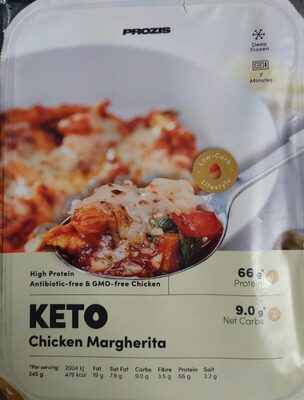 PROZIS
Deep
Frozen
7
Minutes
Low-Carb
Lifestyle
High Protein
Antibiotic-free & GMO-free Chicken
66 g*
Protein
KETO
9.0 g*
Net Carbs
Chicken Margherita
*Per serving: 2004 kJ Fat Sat Fat Carbs Fibre Protein Salt
345 g 479 kcal 19 g 7.9 g 9.0 g 3.5 g 66 g 3.2 g